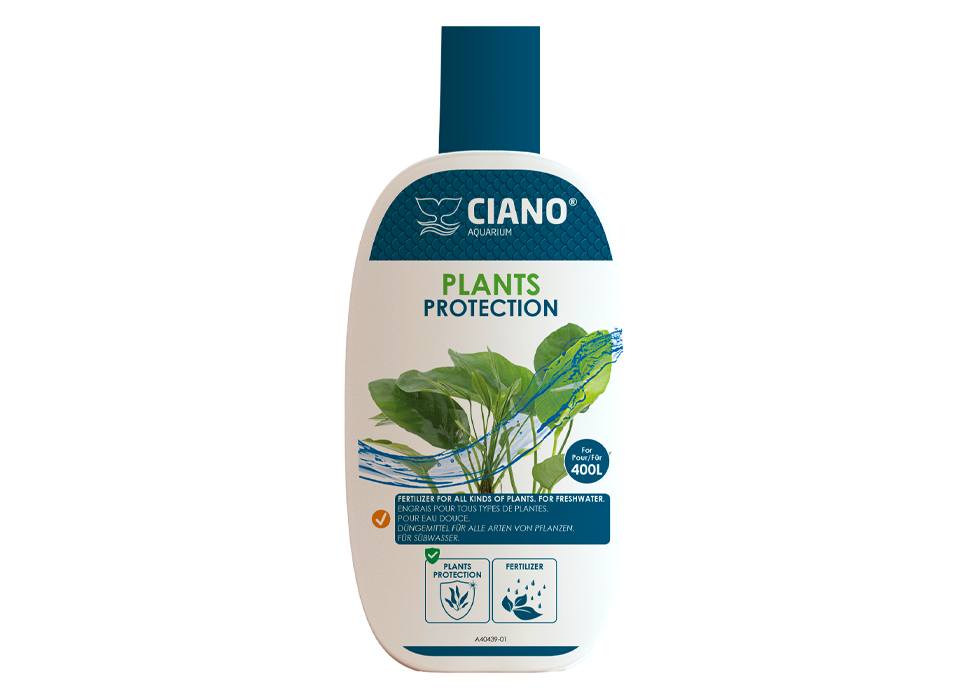 CIANO®
AQUARIUM
PLANTS
PROTECTION
For
Pour/Für
400L
FERTILIZER FOR ALL KINDS OF PLANTS. FOR FRESHWATER.
ENGRAIS POUR TOUS TYPES DE PLANTES.
POUR EAU DOUCE.
DÜNGEMITTEL FÜR ALLE ARTEN VON PFLANZEN.
FÜR SÜBWASSER.
PLANTS
PROTECTION
FERTILIZER
A40439-01